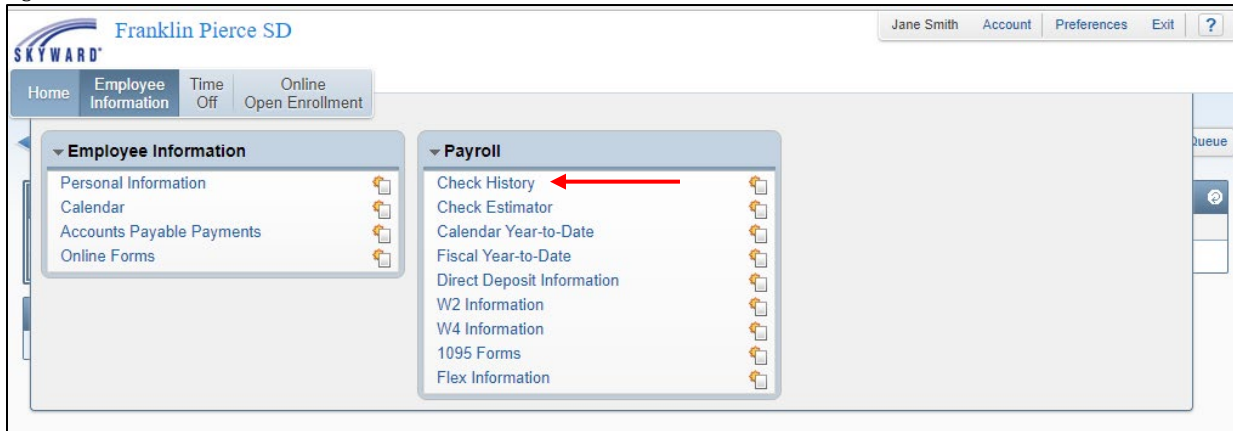 Franklin Pierce SD
SKYWARD
Jane Smith Account Preferences Exit ?
Home Employee Information Time Off Online Open Enrollment
Queue
Employee Information
Personal Information
Calendar
Accounts Payable Payments
Online Forms
Payroll
Check History
Check Estimator
Calendar Year-to-Date
Fiscal Year-to-Date
Direct Deposit Information
W2 Information
W4 Information
1095 Forms
Flex Information